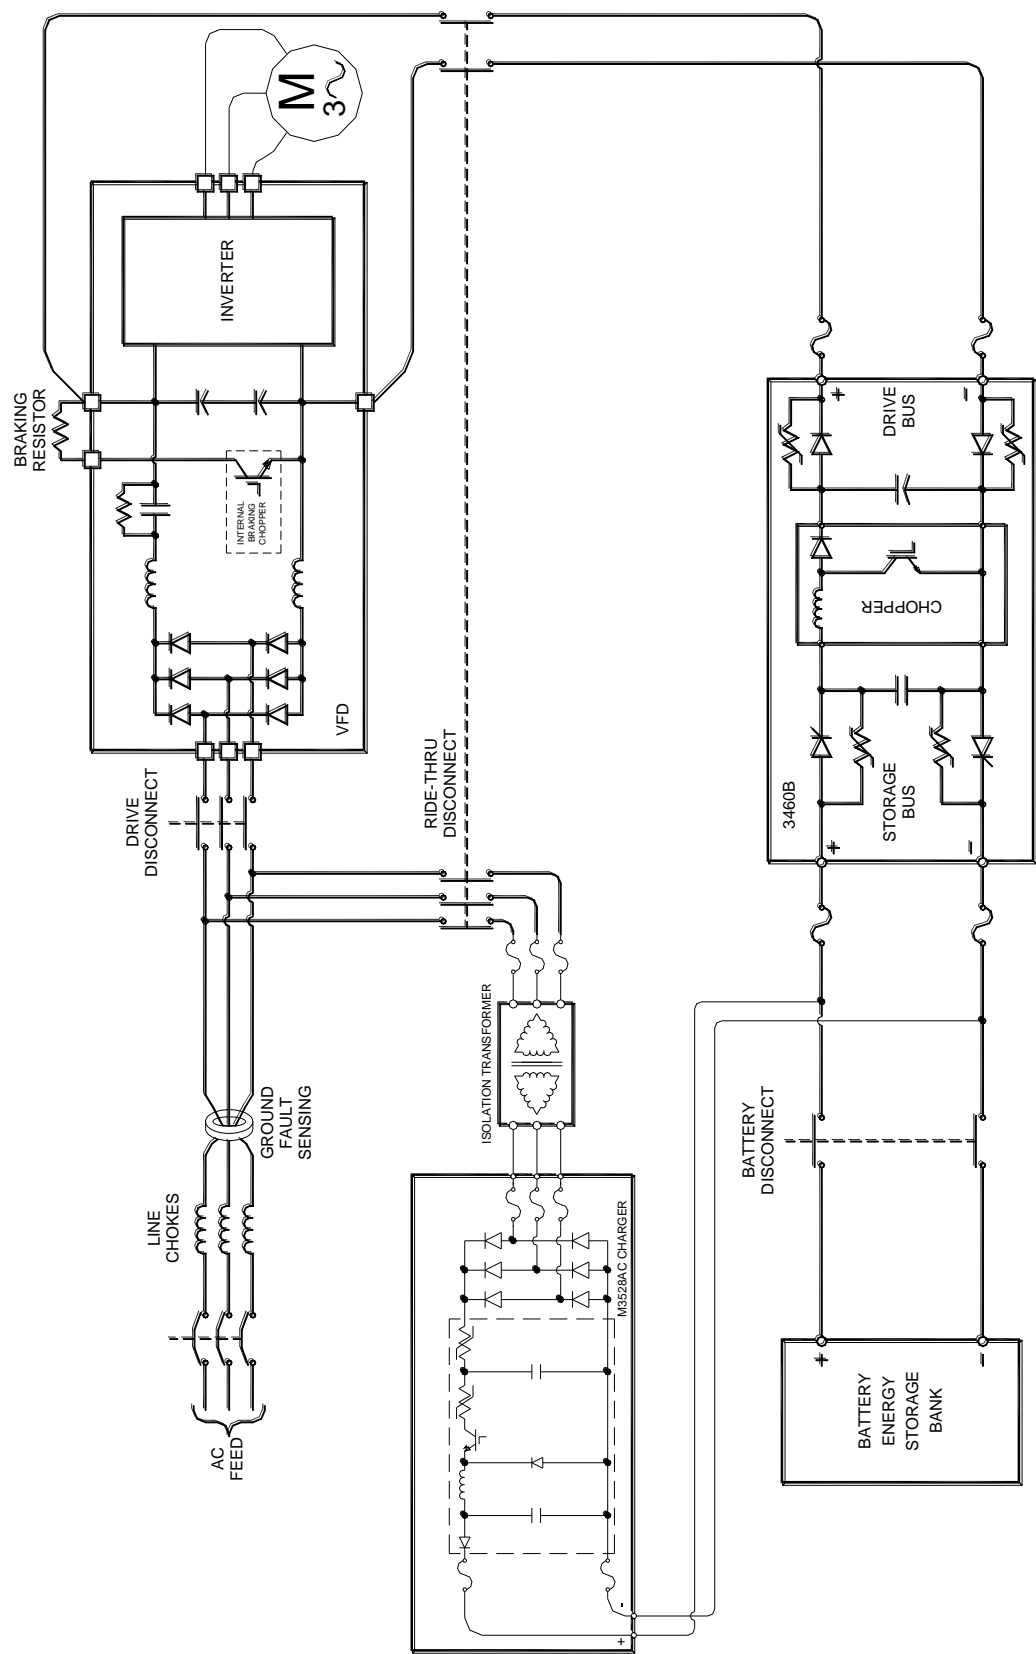 AC
FEED
LINE
CHOKES
GROUND
FAULT
SENSING
DRIVE
DISCONNECT
VFD
BRAKING
RESISTOR
INTERNAL
BRAKING
CHOPPER
INVERTER
M
3~
RIDE-THRU
DISCONNECT
ISOLATION TRANSFORMER
M3528AC CHARGER
+
-
BATTERY
ENERGY
STORAGE
BANK
+
-
BATTERY
DISCONNECT
3460B
STORAGE
BUS
+
-
CHOPPER
DRIVE
BUS
+
-